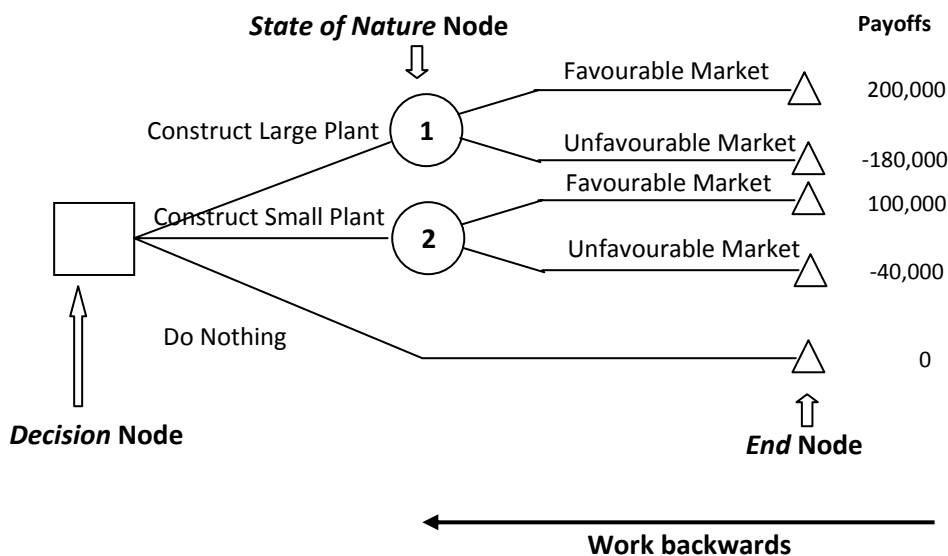 State of Nature Node
Payoffs
Favourable Market
200,000
Construct Large Plant
1
Unfavourable Market
-180,000
Favourable Market
100,000
Construct Small Plant
2
Unfavourable Market
-40,000
Do Nothing
0
Decision Node
End Node
Work backwards